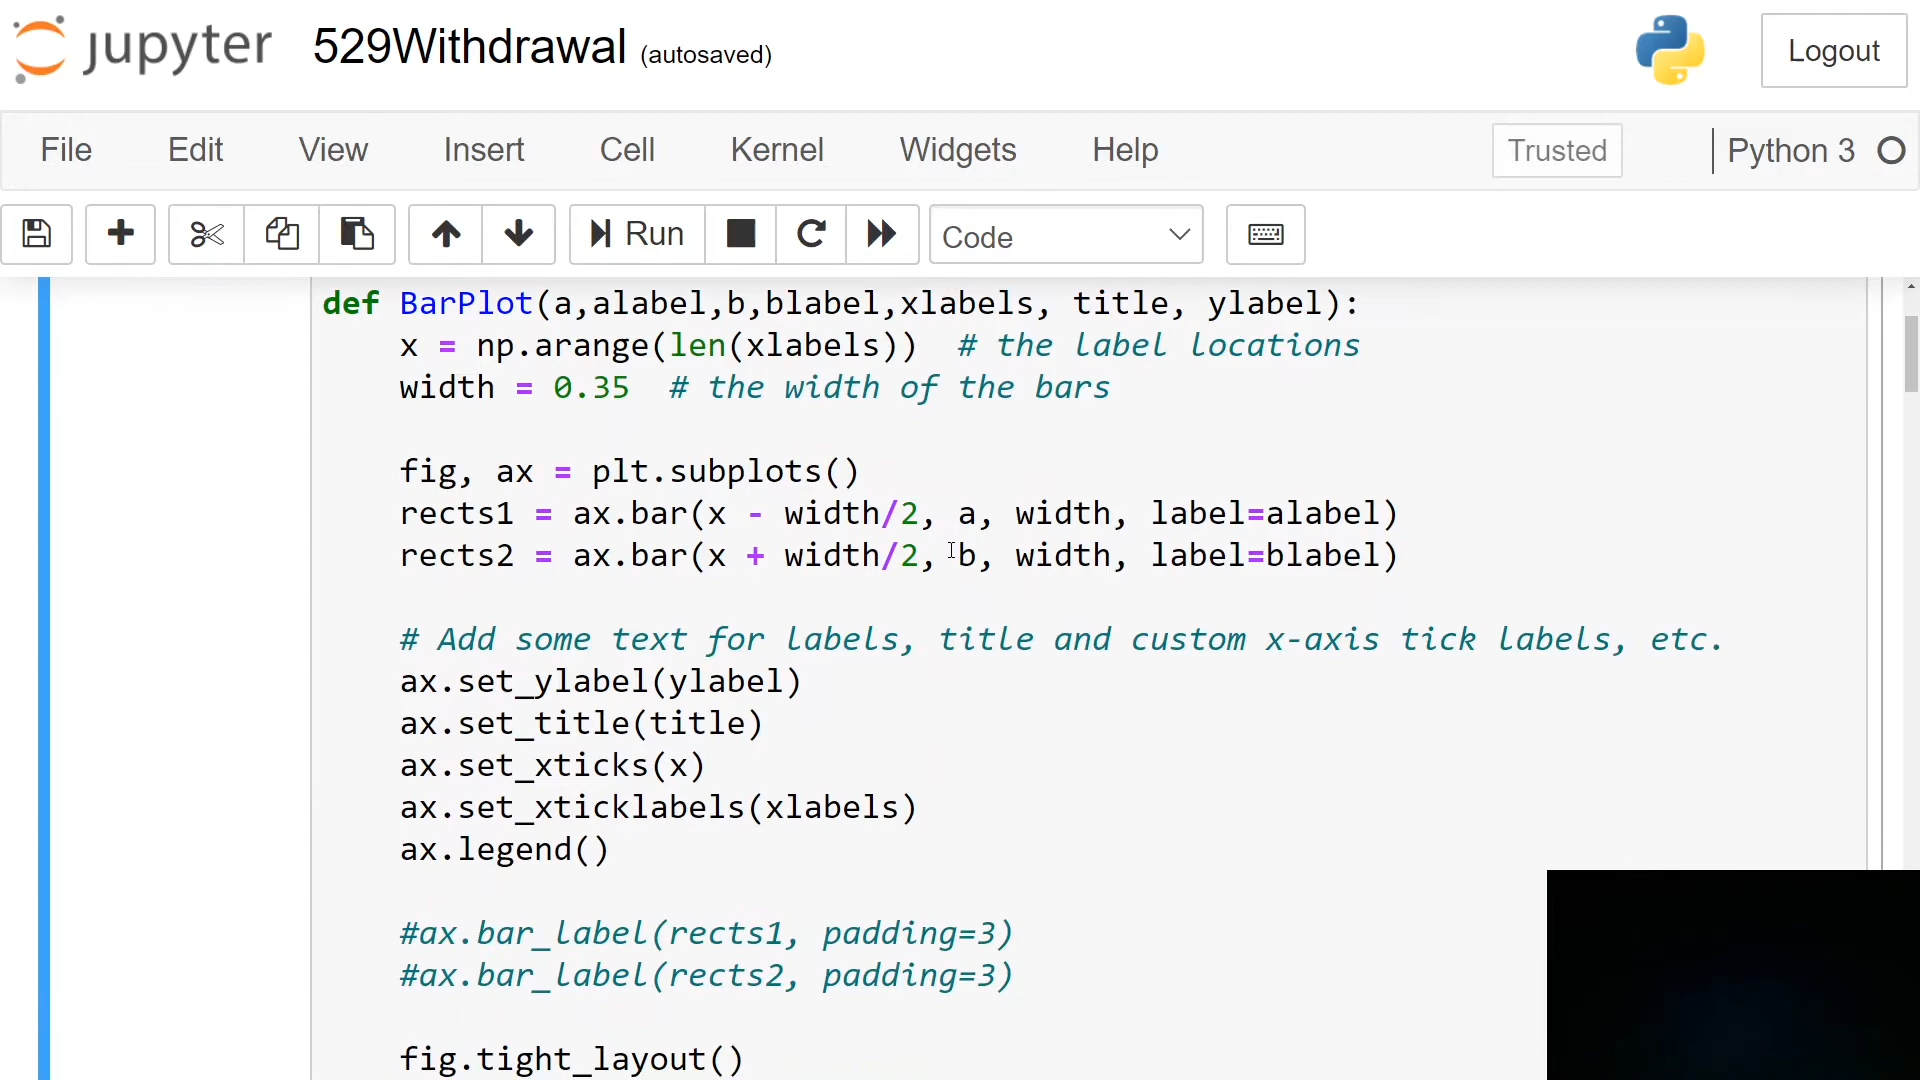 jupyter 529Withdrawal (autosaved) Logout
File Edit View Insert Cell Kernel Widgets Help Trusted Python 3
Run Code
def BarPlot(a,alabel,b,blabel,xlabels, title, ylabel):
    x = np.arange(len(xlabels))  # the label locations
    width = 0.35  # the width of the bars

    fig, ax = plt.subplots()
    rects1 = ax.bar(x - width/2, a, width, label=alabel)
    rects2 = ax.bar(x + width/2, b, width, label=blabel)

    # Add some text for labels, title and custom x-axis tick labels, etc.
    ax.set_ylabel(ylabel)
    ax.set_title(title)
    ax.set_xticks(x)
    ax.set_xticklabels(xlabels)
    ax.legend()

    #ax.bar_label(rects1, padding=3)
    #ax.bar_label(rects2, padding=3)

    fig.tight_layout()